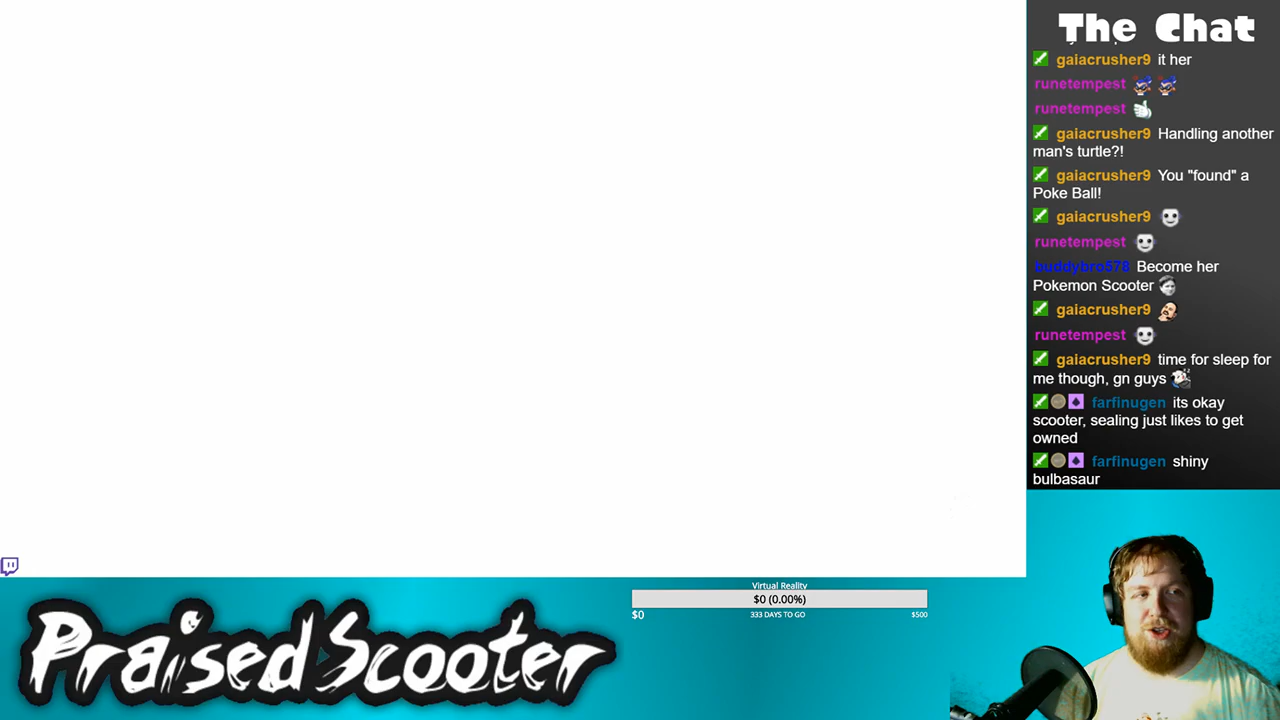 The Chat
gaiacrusher9 it her
runetempest
runetempest
gaiacrusher9 Handling another
man's turtle?!
gaiacrusher9 You "found" a
Poke Ball!
gaiacrusher9
runetempest
buddybro578 Become her
Pokemon Scooter
gaiacrusher9
runetempest
gaiacrusher9 time for sleep for
me though, gn guys
farfinugen its okay
scooter, sealing just likes to get
owned
farfinugen shiny
bulbasaur
Virtual Reality
$0 (0.00%)
$0 333 DAYS TO GO $500
PraisedScooter